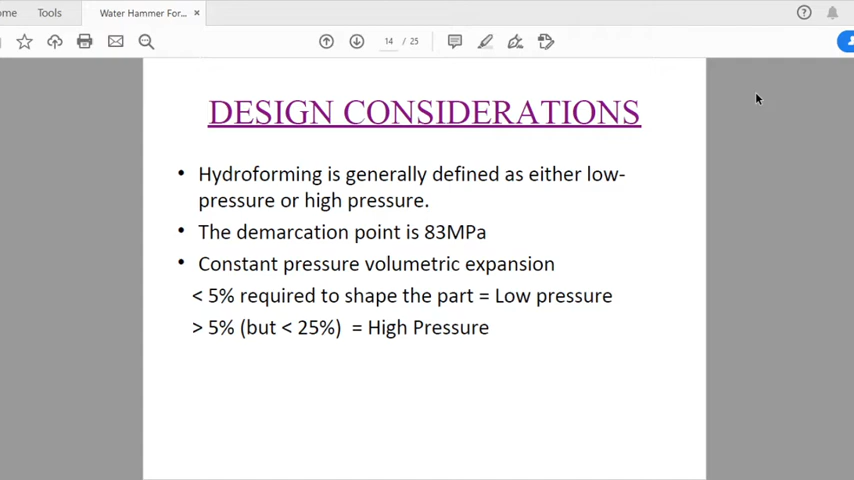 ome
Tools
Water Hammer For... ×
14 / 25
DESIGN CONSIDERATIONS
• Hydroforming is generally defined as either low-
pressure or high pressure.
• The demarcation point is 83MPa
• Constant pressure volumetric expansion
< 5% required to shape the part = Low pressure
> 5% (but < 25%) = High Pressure